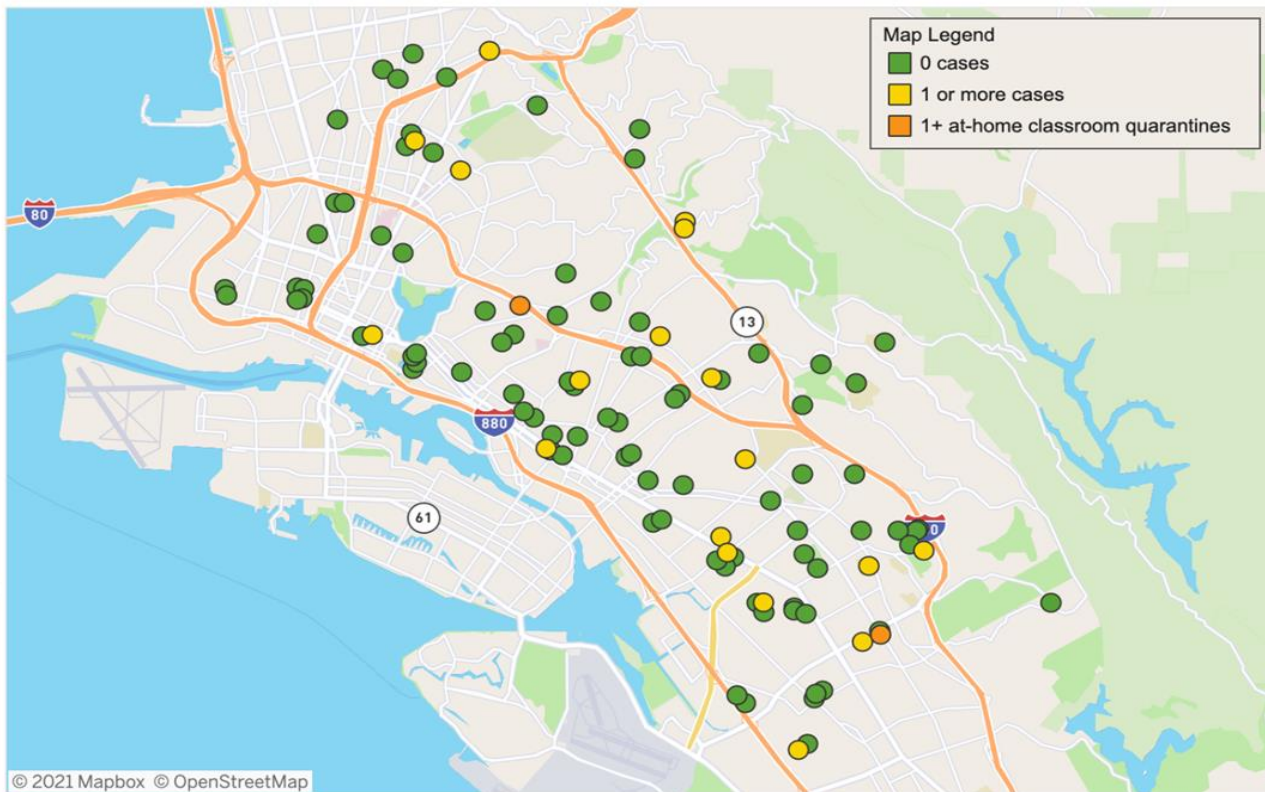 Map Legend
0 cases
1 or more cases
1+ at-home classroom quarantines
80
13
880
61
© 2021 Mapbox © OpenStreetMap